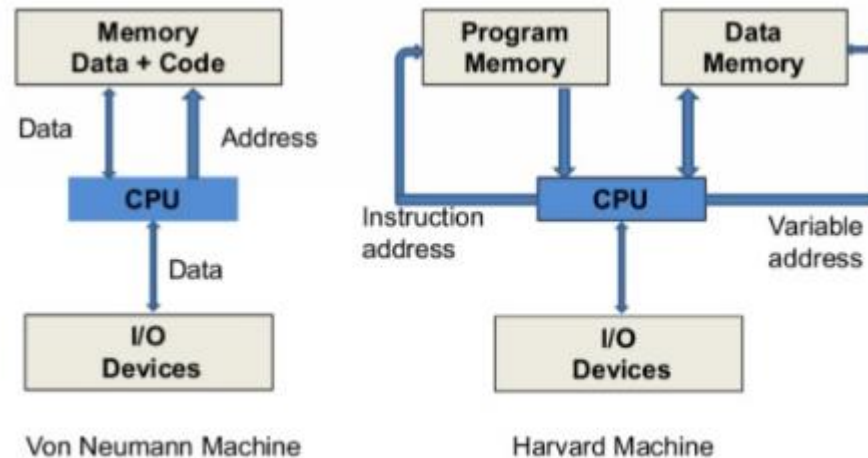 Memory
Data + Code
Data
Address
CPU
Data
I/O
Devices
Von Neumann Machine
Program
Memory
Data
Memory
Instruction
address
CPU
Variable
address
I/O
Devices
Harvard Machine